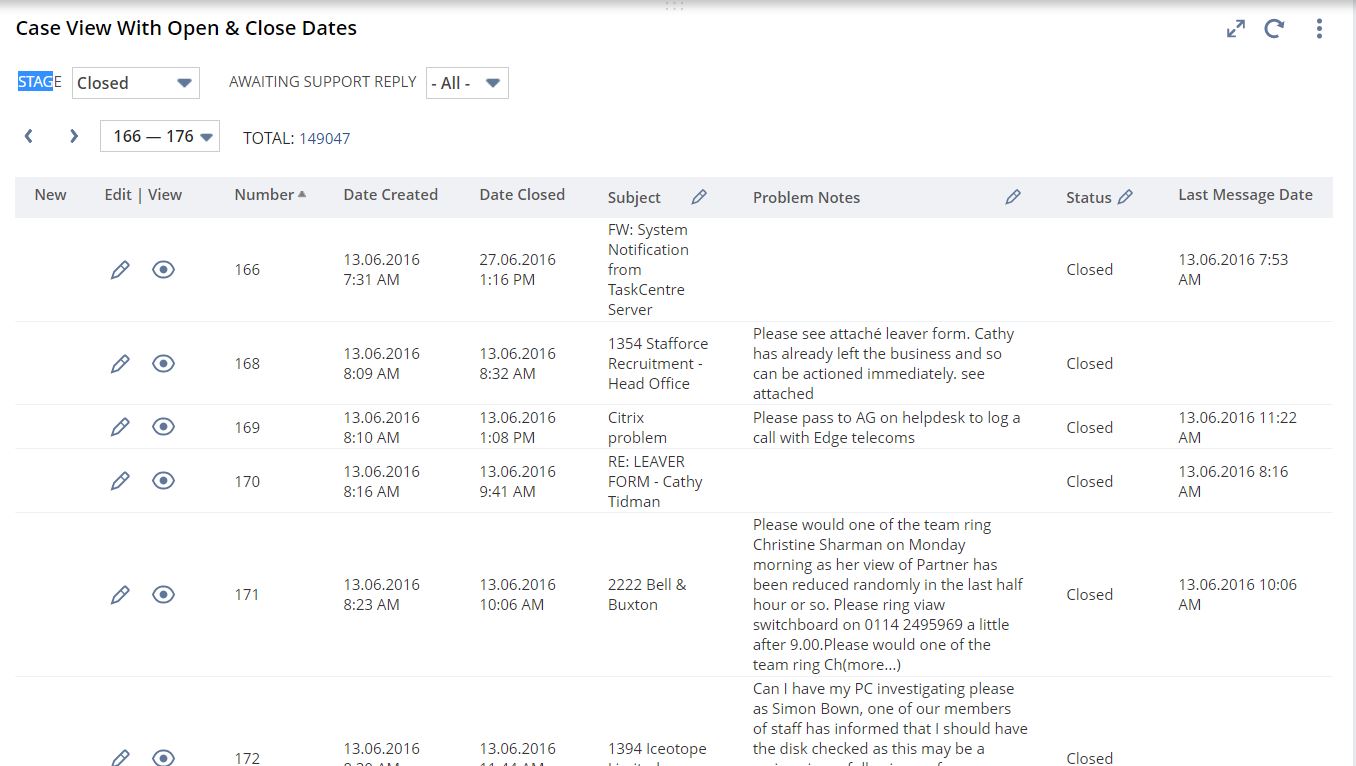 Case View With Open & Close Dates
STAGE Closed AWAITING SUPPORT REPLY - All -
166 — 176 TOTAL: 149047
New Edit | View Number Date Created Date Closed Subject Problem Notes Status Last Message Date
166
13.06.2016
7:31 AM
27.06.2016
1:16 PM
FW: System
Notification
from
TaskCentre
Server
Closed
13.06.2016 7:53
AM
168
13.06.2016
8:09 AM
13.06.2016
8:32 AM
1354 Stafforce
Recruitment -
Head Office
Please see attaché leaver form. Cathy
has already left the business and so
can be actioned immediately. see
attached
Closed
169
13.06.2016
8:10 AM
13.06.2016
1:08 PM
Citrix
problem
Please pass to AG on helpdesk to log a
call with Edge telecoms
Closed
13.06.2016 11:22
AM
170
13.06.2016
8:16 AM
13.06.2016
9:41 AM
RE: LEAVER
FORM - Cathy
Tidman
Closed
13.06.2016 8:16
AM
171
13.06.2016
8:23 AM
13.06.2016
10:06 AM
2222 Bell &
Buxton
Please would one of the team ring
Christine Sharman on Monday
morning as her view of Partner has
been reduced randomly in the last half
hour or so. Please ring viaw
switchboard on 0114 2495969 a little
after 9.00.Please would one of the
team ring Ch(more...)
Closed
13.06.2016 10:06
AM
172
13.06.2016
13.06.2016
1394 Iceotope
Can I have my PC investigating please
as Simon Bown, one of our members
of staff has informed that I should have
the disk checked as this may be a
Closed